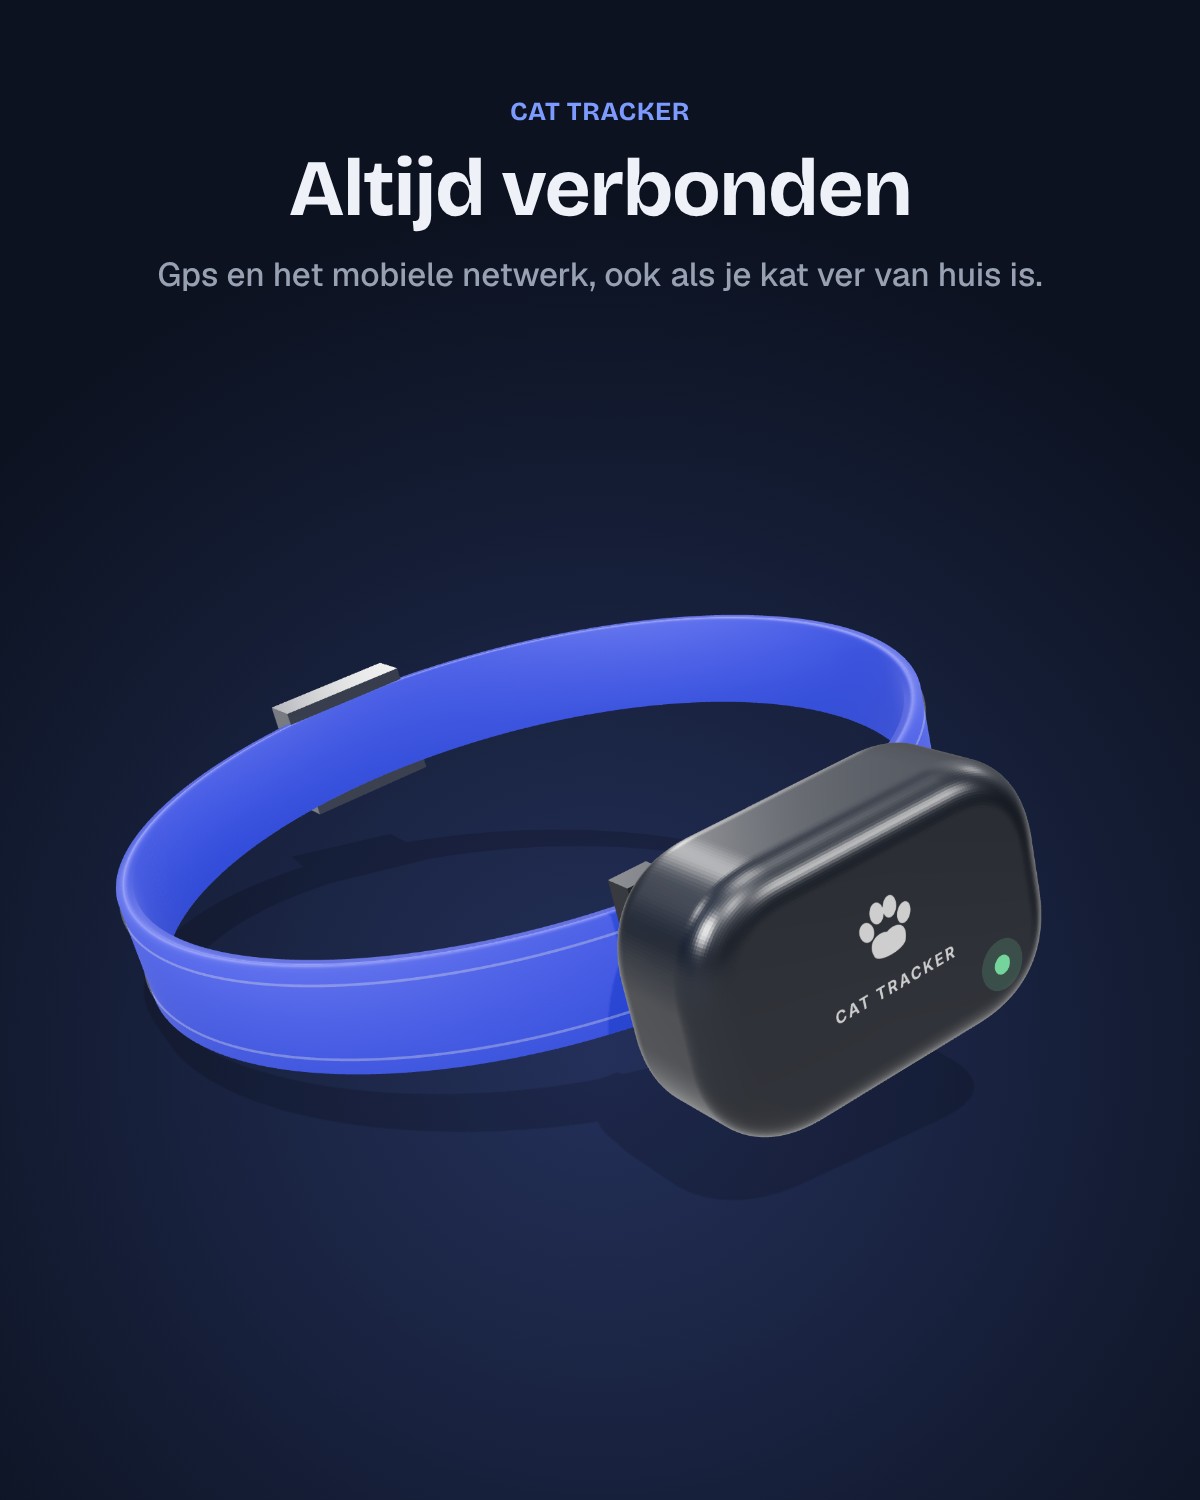 CAT TRACKER
Altijd verbonden
Gps en het mobiele netwerk, ook als je kat ver van huis is.
CAT TRACKER